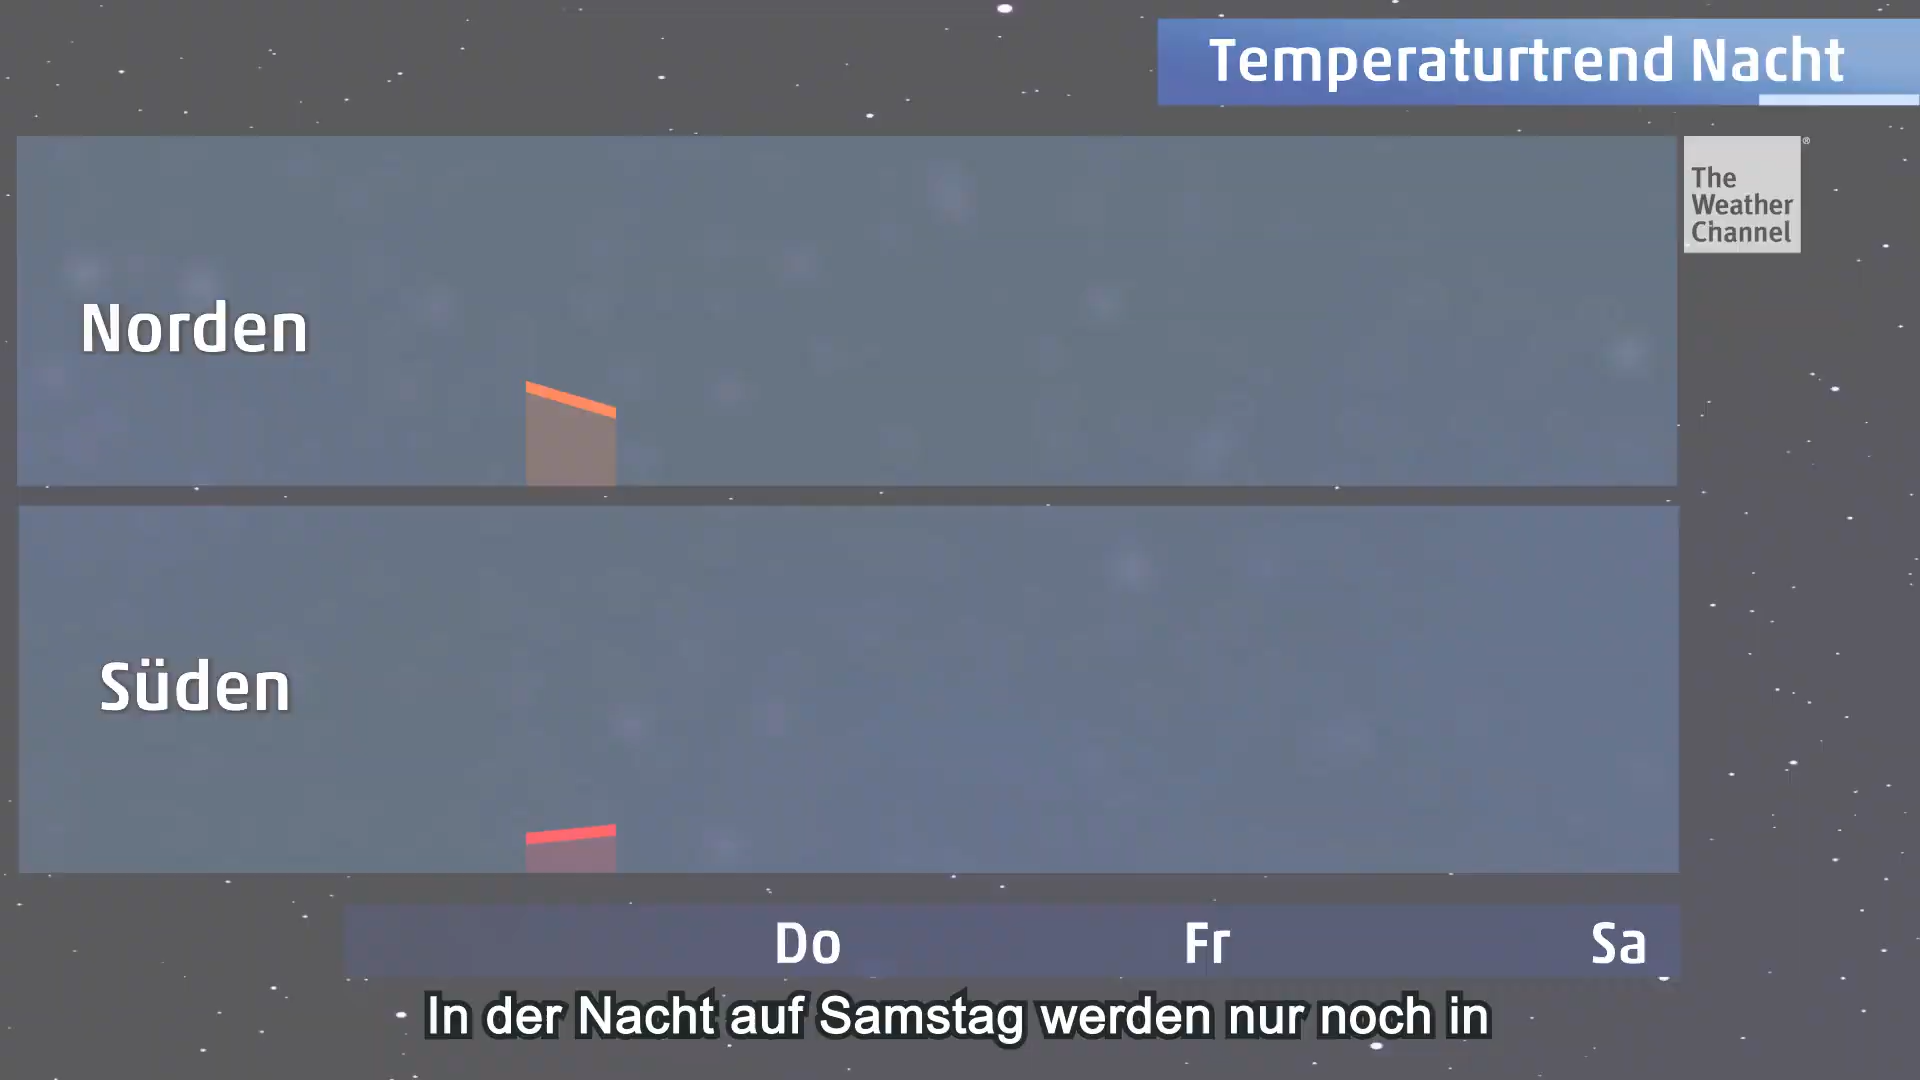 Temperaturtrend Nacht
The
Weather
Channel
®
Norden
Süden
Do Fr Sa
In der Nacht auf Samstag werden nur noch in